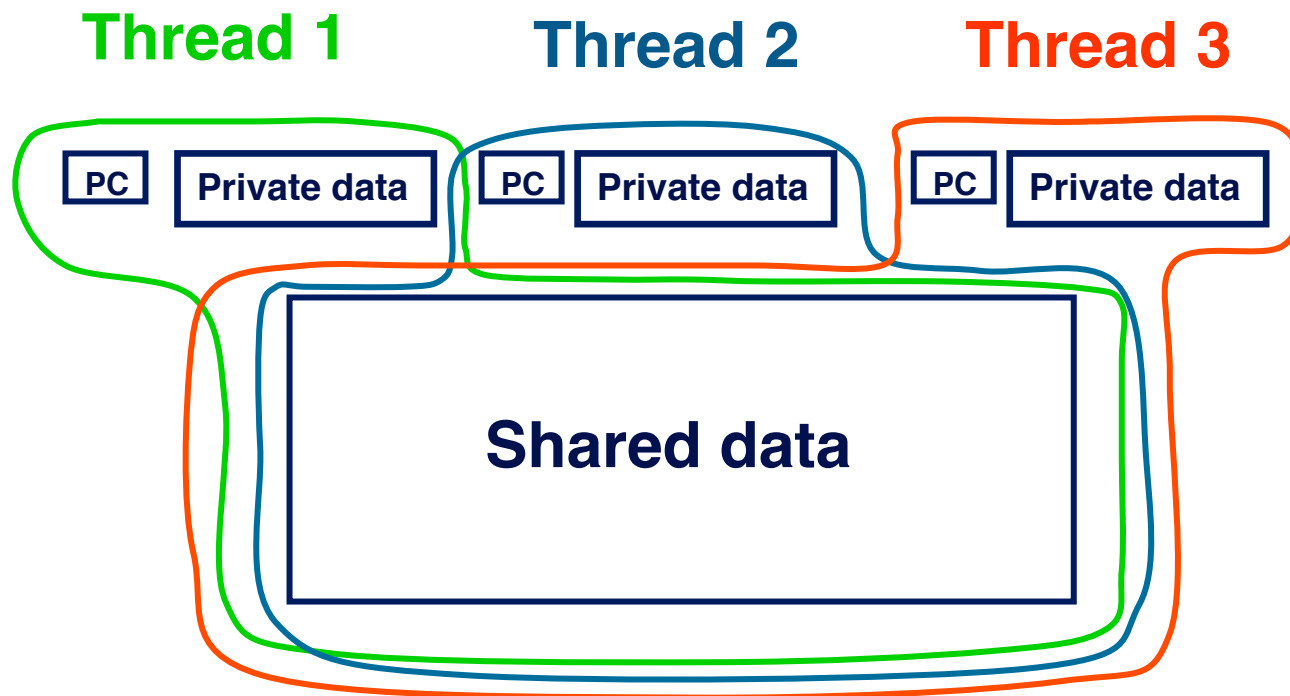 Thread 1 Thread 2 Thread 3
PC Private data PC Private data PC Private data
Shared data